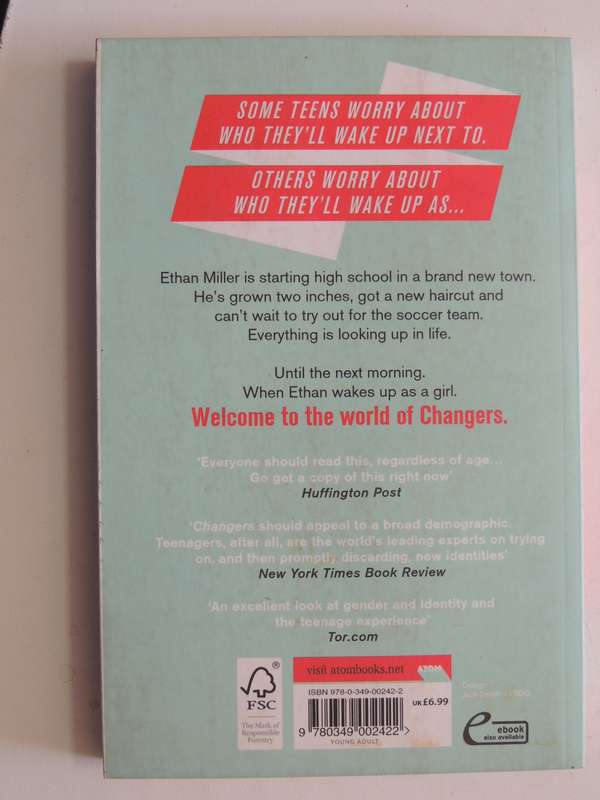 SOME TEENS WORRY ABOUT
WHO THEY'LL WAKE UP NEXT TO.
OTHERS WORRY ABOUT
WHO THEY'LL WAKE UP AS...
Ethan Miller is starting high school in a brand new town.
He's grown two inches, got a new haircut and
can't wait to try out for the soccer team.
Everything is looking up in life.
Until the next morning.
When Ethan wakes up as a girl.
Welcome to the world of Changers.
'Everyone should read this, regardless of age...
Go get a copy of this right now'
Huffington Post
'Changers should appeal to a broad demographic.
Teenagers, after all, are the world's leading experts on trying
on, and then promptly discarding, new identities'
New York Times Book Review
'An excellent look at gender and identity and
the teenage experience'
Tor.com
FSC
The Mark of
Responsible
Forestry
®
visit atombooks.net
ATOM
ISBN 978-0-349-00242-2
9 780349 002422 >
YOUNG ADULT
UK £6.99
Design:
ebook
also available